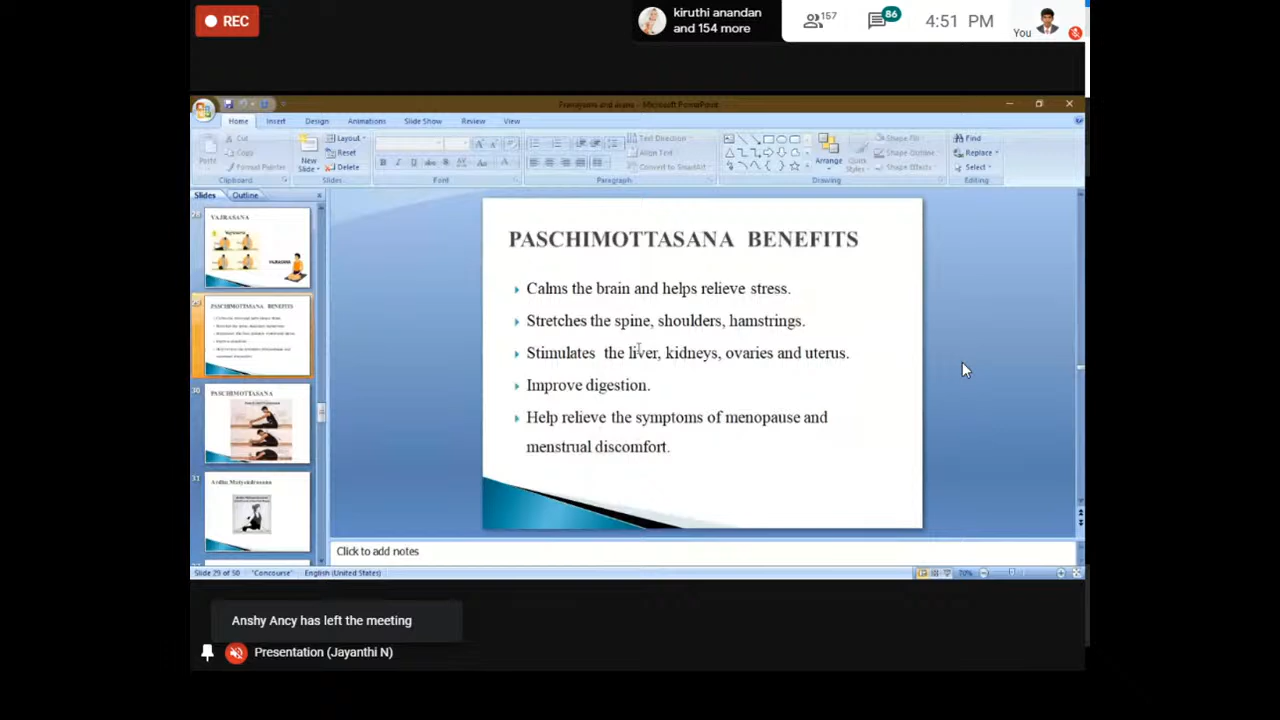 REC
kiruthi anandan
and 154 more
157
86
4:51 PM
You
Pranayama and Asana - Microsoft PowerPoint
Home Insert Design Animations Slide Show Review View
Cut
Copy
Format Painter
Paste
Clipboard
New
Slide
Layout
Reset
Delete
Slides
Font
Text Direction
Align Text
Convert to SmartArt
Paragraph
Arrange
Quick
Styles
Shape Fill
Shape Outline
Shape Effects
Drawing
Find
Replace
Select
Editing
Slides Outline
VAJRASANA
VAJRASANA
29
PASCHIMOTTASANA BENEFITS
30
PASCHIMOTTASANA
31
PASCHIMOTTASANA BENEFITS
Calms the brain and helps relieve stress.
Stretches the spine, shoulders, hamstrings.
Stimulates the liver, kidneys, ovaries and uterus.
Improve digestion.
Help relieve the symptoms of menopause and
menstrual discomfort.
Click to add notes
Slide 29 of 50 "Concourse" English (United States)
70%
Anshy Ancy has left the meeting
Presentation (Jayanthi N)